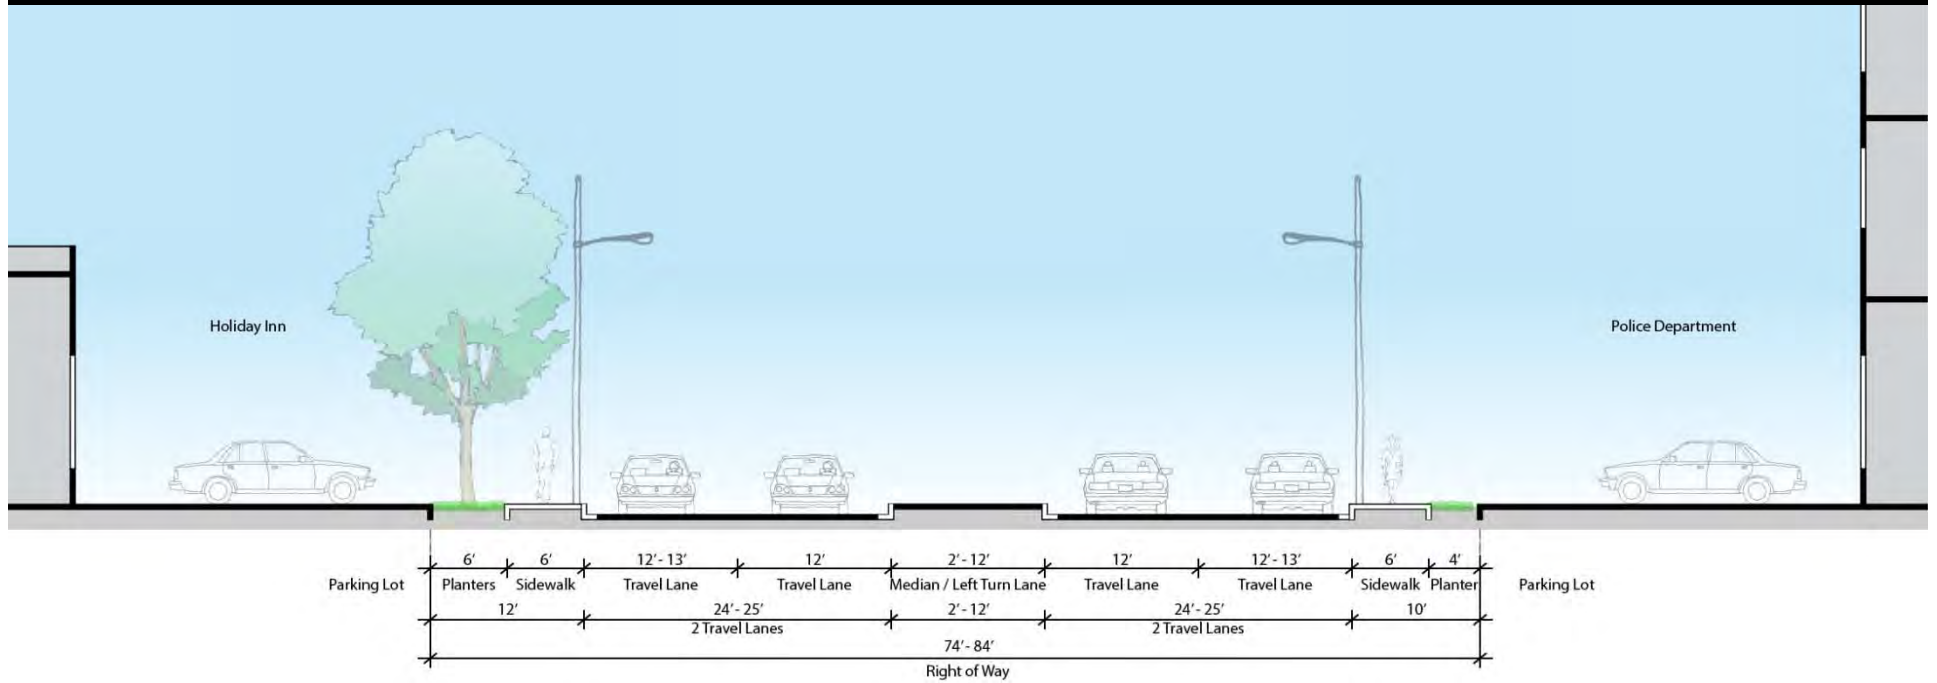 Holiday Inn
Police Department
6' 6' 12' - 13' 12' 2' - 12' 12' 12' - 13' 6' 4'
Parking Lot Planters Sidewalk Travel Lane Travel Lane Median / Left Turn Lane Travel Lane Travel Lane Sidewalk Planter Parking Lot
12' 24' - 25' 2' - 12' 24' - 25' 10'
2 Travel Lanes 2 Travel Lanes
74' - 84'
Right of Way